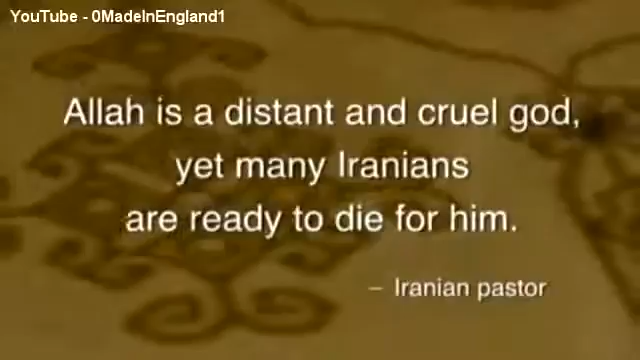 YouTube - 0MadeInEngland1
Allah is a distant and cruel god,
yet many Iranians
are ready to die for him.
– Iranian pastor